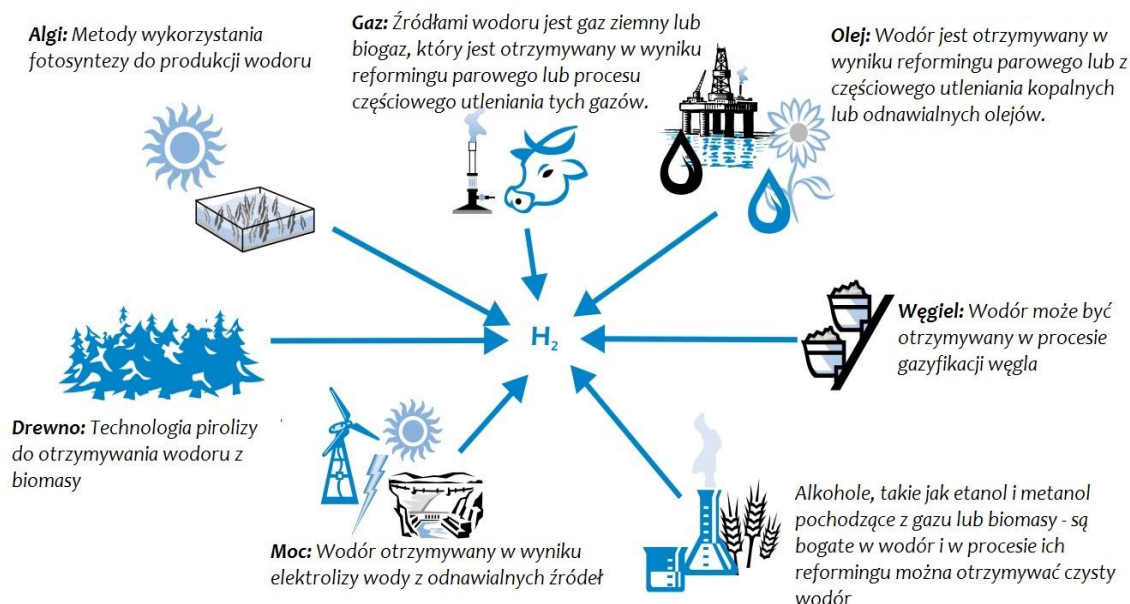 Algi: Metody wykorzystania
fotosyntezy do produkcji wodoru
Gaz: Źródłami wodoru jest gaz ziemny lub
biogaz, który jest otrzymywany w wyniku
reformingu parowego lub procesu
częściowego utleniania tych gazów.
Olej: Wodór jest otrzymywany w
wyniku reformingu parowego lub z
częściowego utleniania kopalnych
lub odnawialnych olejów.
H₂
Węgiel: Wodór może być
otrzymywany w procesie
gazyfikacji węgla
Drewno: Technologia pirolizy
do otrzymywania wodoru z
biomasy
Moc: Wodór otrzymywany w wyniku
elektrolizy wody z odnawialnych źródeł
Alkohole, takie jak etanol i metanol
pochodzące z gazu lub biomasy - są
bogate w wodór i w procesie ich
reformingu można otrzymywać czysty
wodór